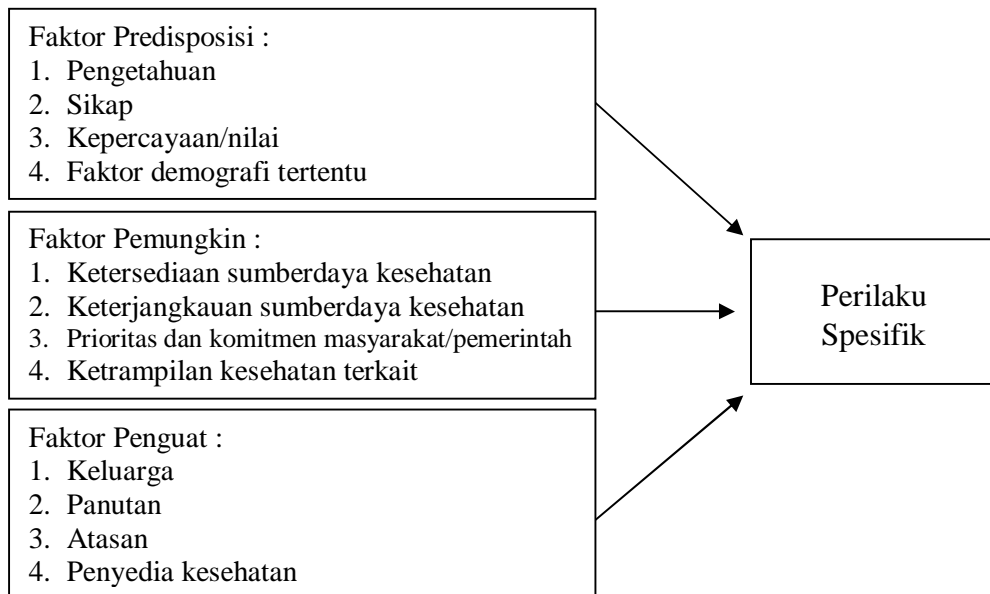 Faktor Predisposisi :
1. Pengetahuan
2. Sikap
3. Kepercayaan/nilai
4. Faktor demografi tertentu
Faktor Pemungkin :
1. Ketersediaan sumberdaya kesehatan
2. Keterjangkauan sumberdaya kesehatan
3. Prioritas dan komitmen masyarakat/pemerintah
4. Ketrampilan kesehatan terkait
Faktor Penguat :
1. Keluarga
2. Panutan
3. Atasan
4. Penyedia kesehatan
Perilaku
Spesifik